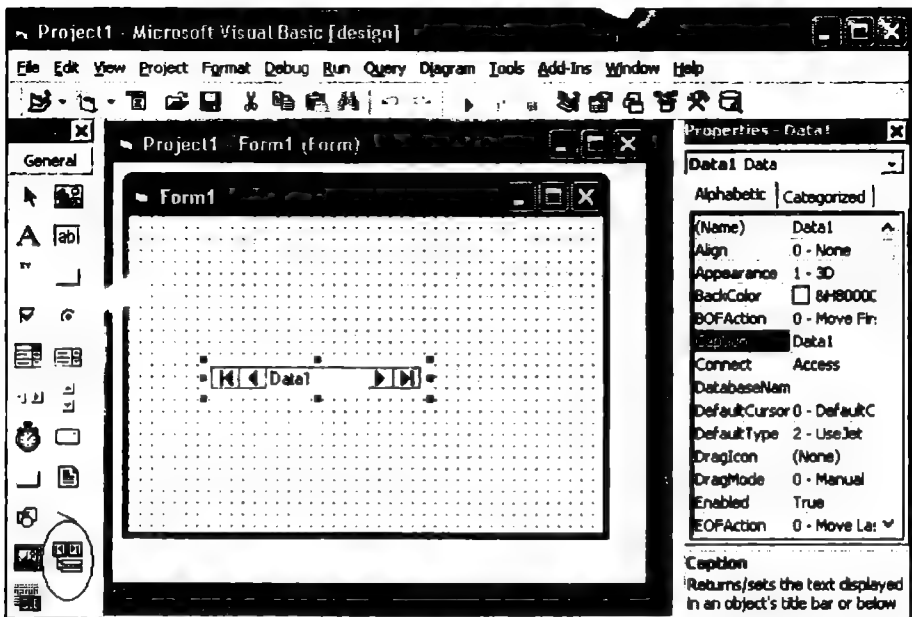 Project1 - Microsoft Visual Basic [design]
File Edit View Project Format Debug Run Query Diagram Tools Add-Ins Window Help
General
A ab
Project1 - Form1 (Form)
Form1
Data1
Properties - Data1
Data1 Data
Alphabetic Categorized
(Name) Data1
Align 0 - None
Appearance 1 - 3D
BackColor &H8000C
BOFAction 0 - Move Fir:
Caption Data1
Connect Access
DatabaseNam
DefaultCursor 0 - DefaultC
DefaultType 2 - UseJet
DragIcon (None)
DragMode 0 - Manual
Enabled True
EOFAction 0 - Move La:
Caption
Returns/sets the text displayed
in an object's title bar or below